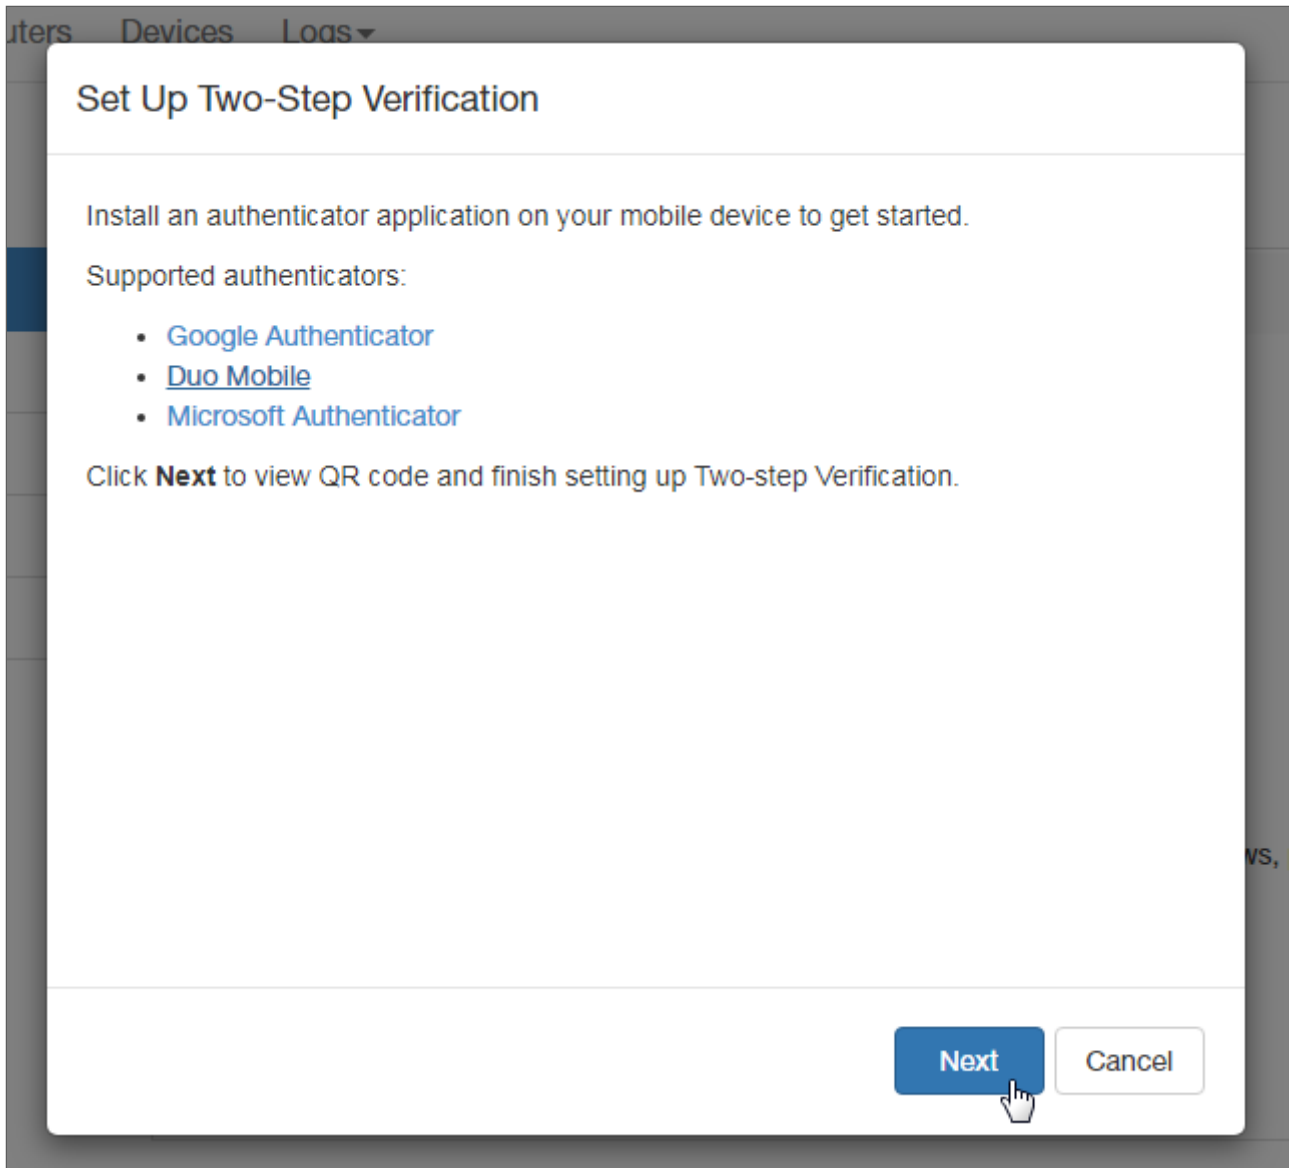 Devices Logs
Set Up Two-Step Verification
Install an authenticator application on your mobile device to get started.
Supported authenticators:
• Google Authenticator
• Duo Mobile
• Microsoft Authenticator
Click Next to view QR code and finish setting up Two-step Verification.
Next Cancel